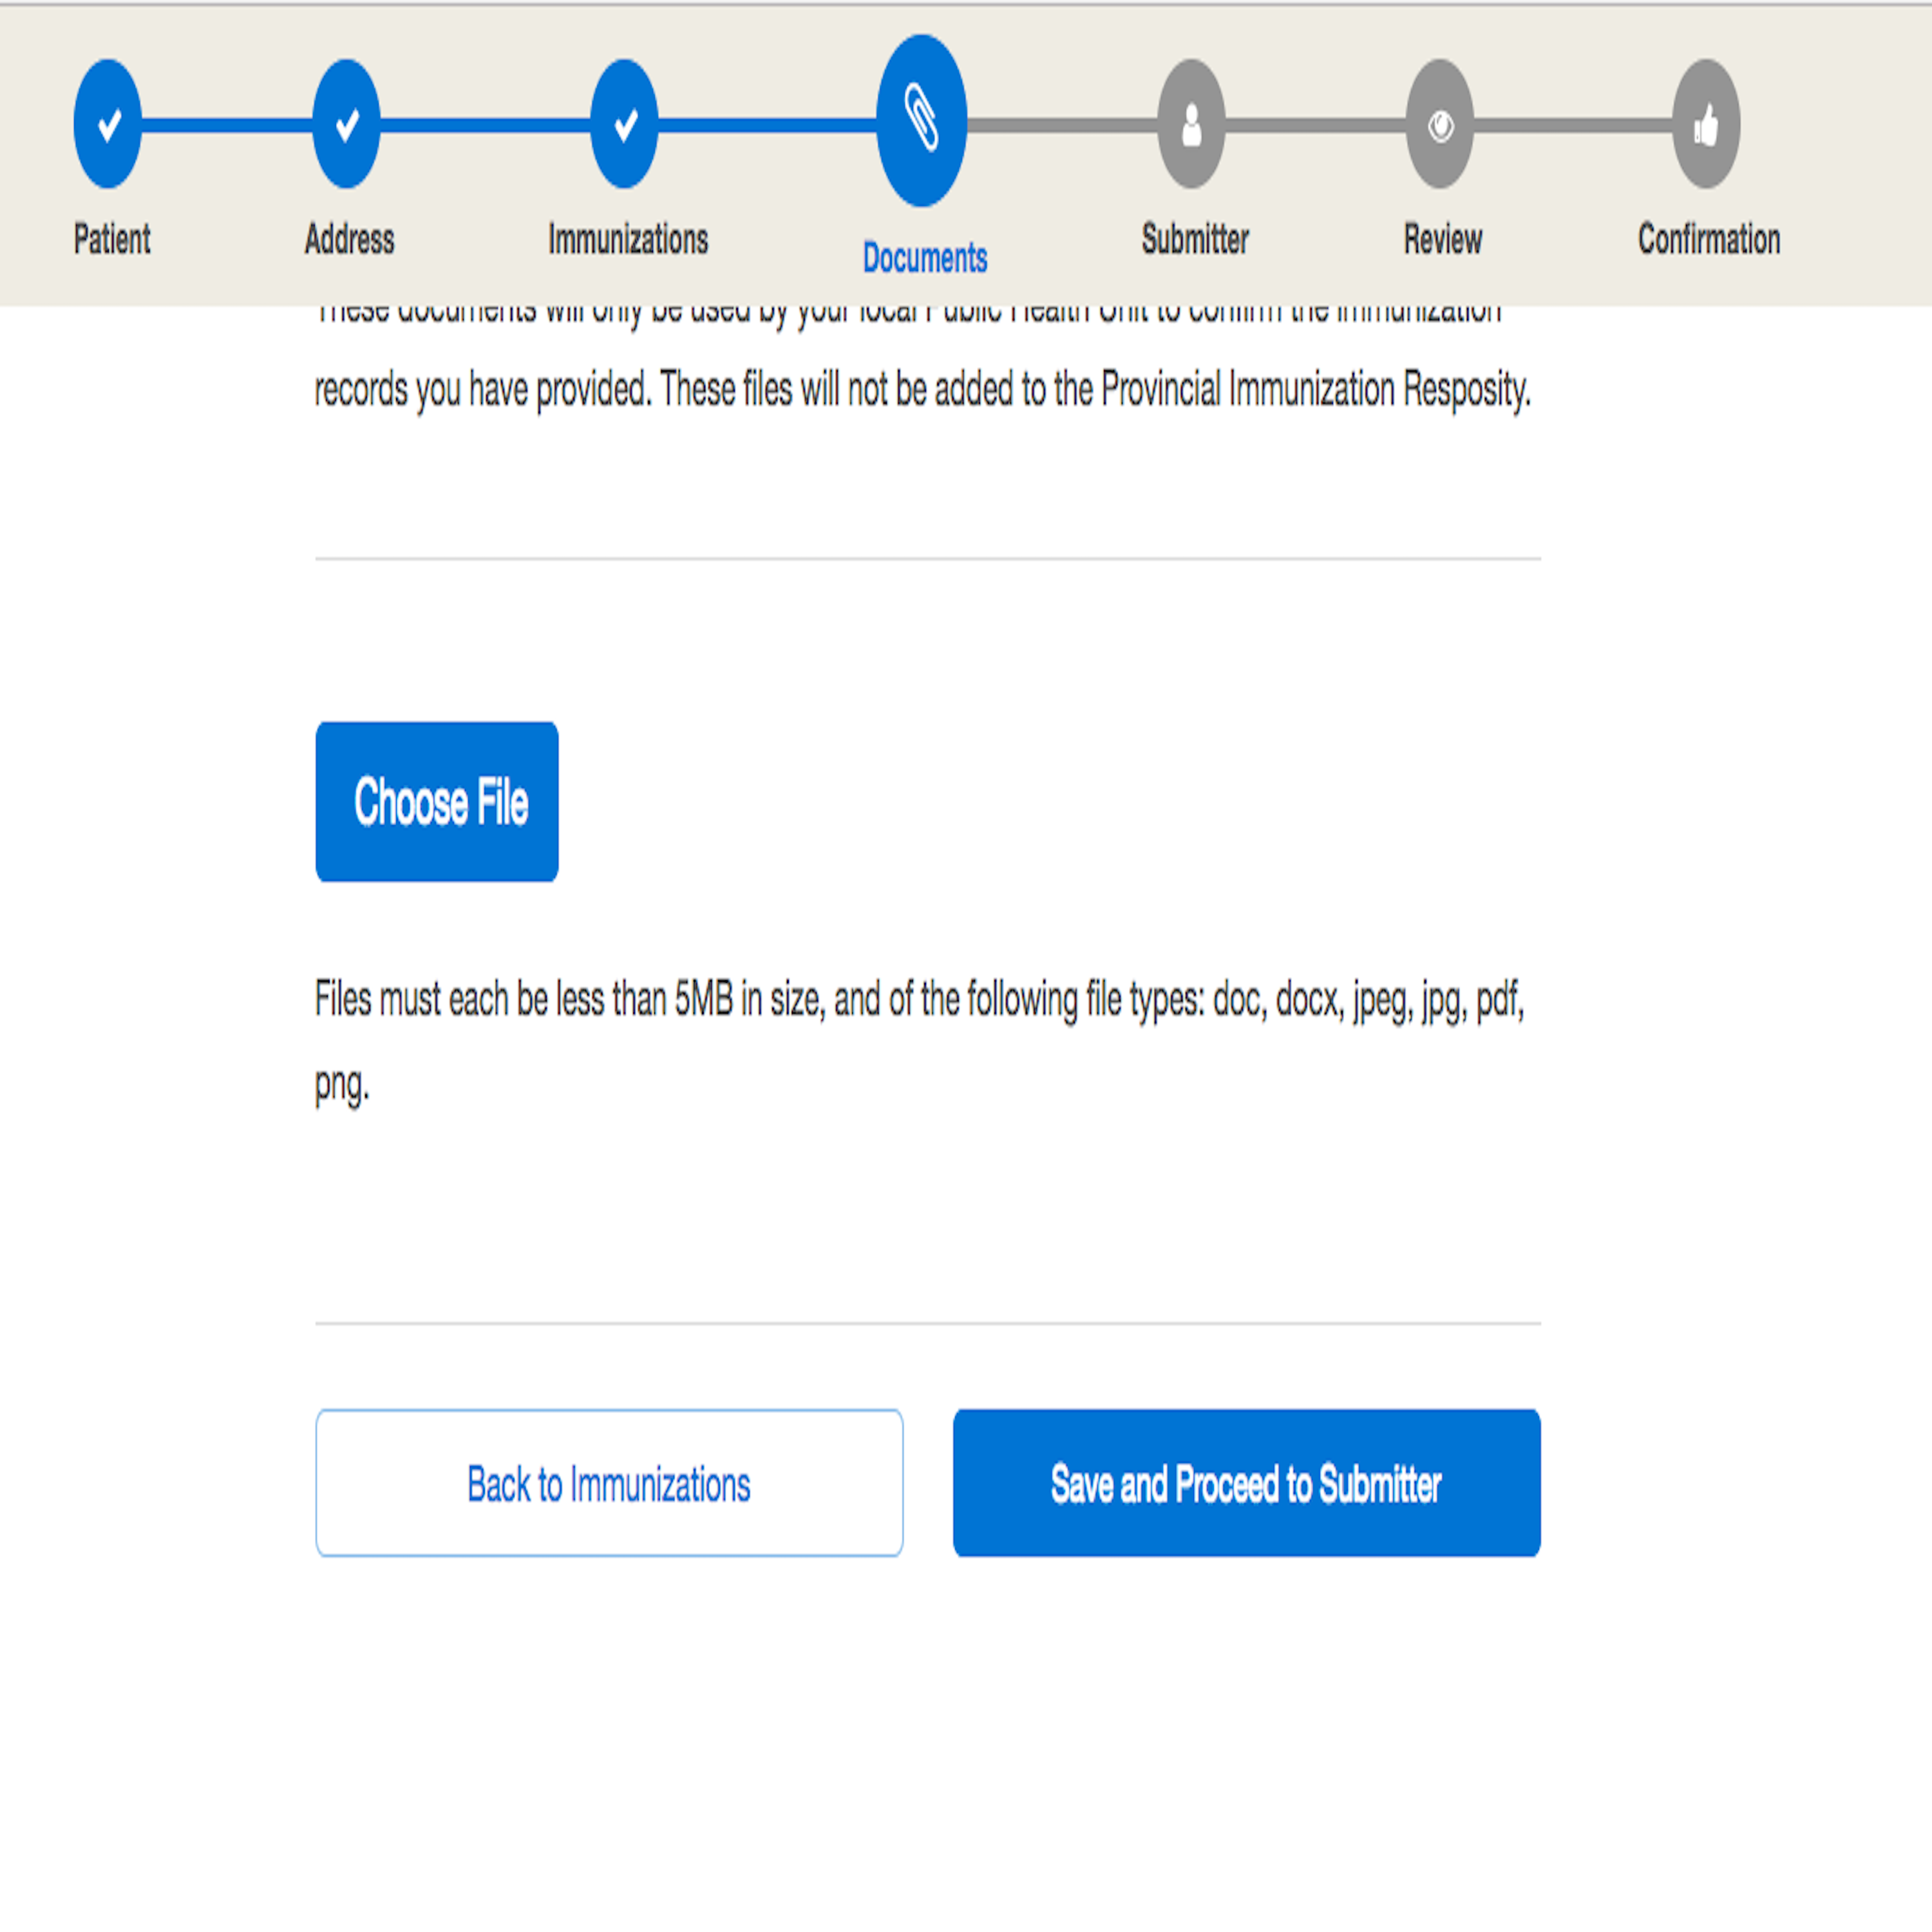 Patient Address Immunizations Documents Submitter Review Confirmation
These documents will only be used by your local Public Health Unit to confirm the immunization
records you have provided. These files will not be added to the Provincial Immunization Resposity.
Choose File
Files must each be less than 5MB in size, and of the following file types: doc, docx, jpeg, jpg, pdf,
png.
Back to Immunizations Save and Proceed to Submitter